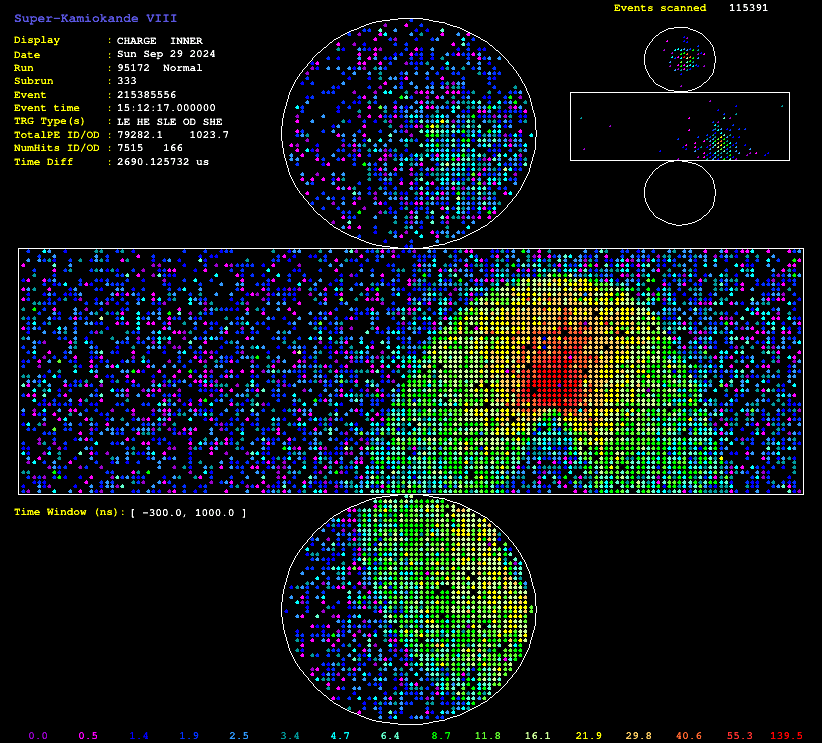 Super-Kamiokande VIII
Events scanned 115391
Display : CHARGE INNER
Date : Sun Sep 29 2024
Run : 95172 Normal
Subrun : 333
Event : 215385556
Event time : 15:12:17.000000
TRG Type(s) : LE HE SLE OD SHE
TotalPE ID/OD : 79282.1 1023.7
NumHits ID/OD : 7515 166
Time Diff : 2690.125732 us
Time Window (ns): [ -300.0, 1000.0 ]
0.0 0.5 1.4 1.9 2.5 3.4 4.7 6.4 8.7 11.8 16.1 21.9 29.8 40.6 55.3 139.5